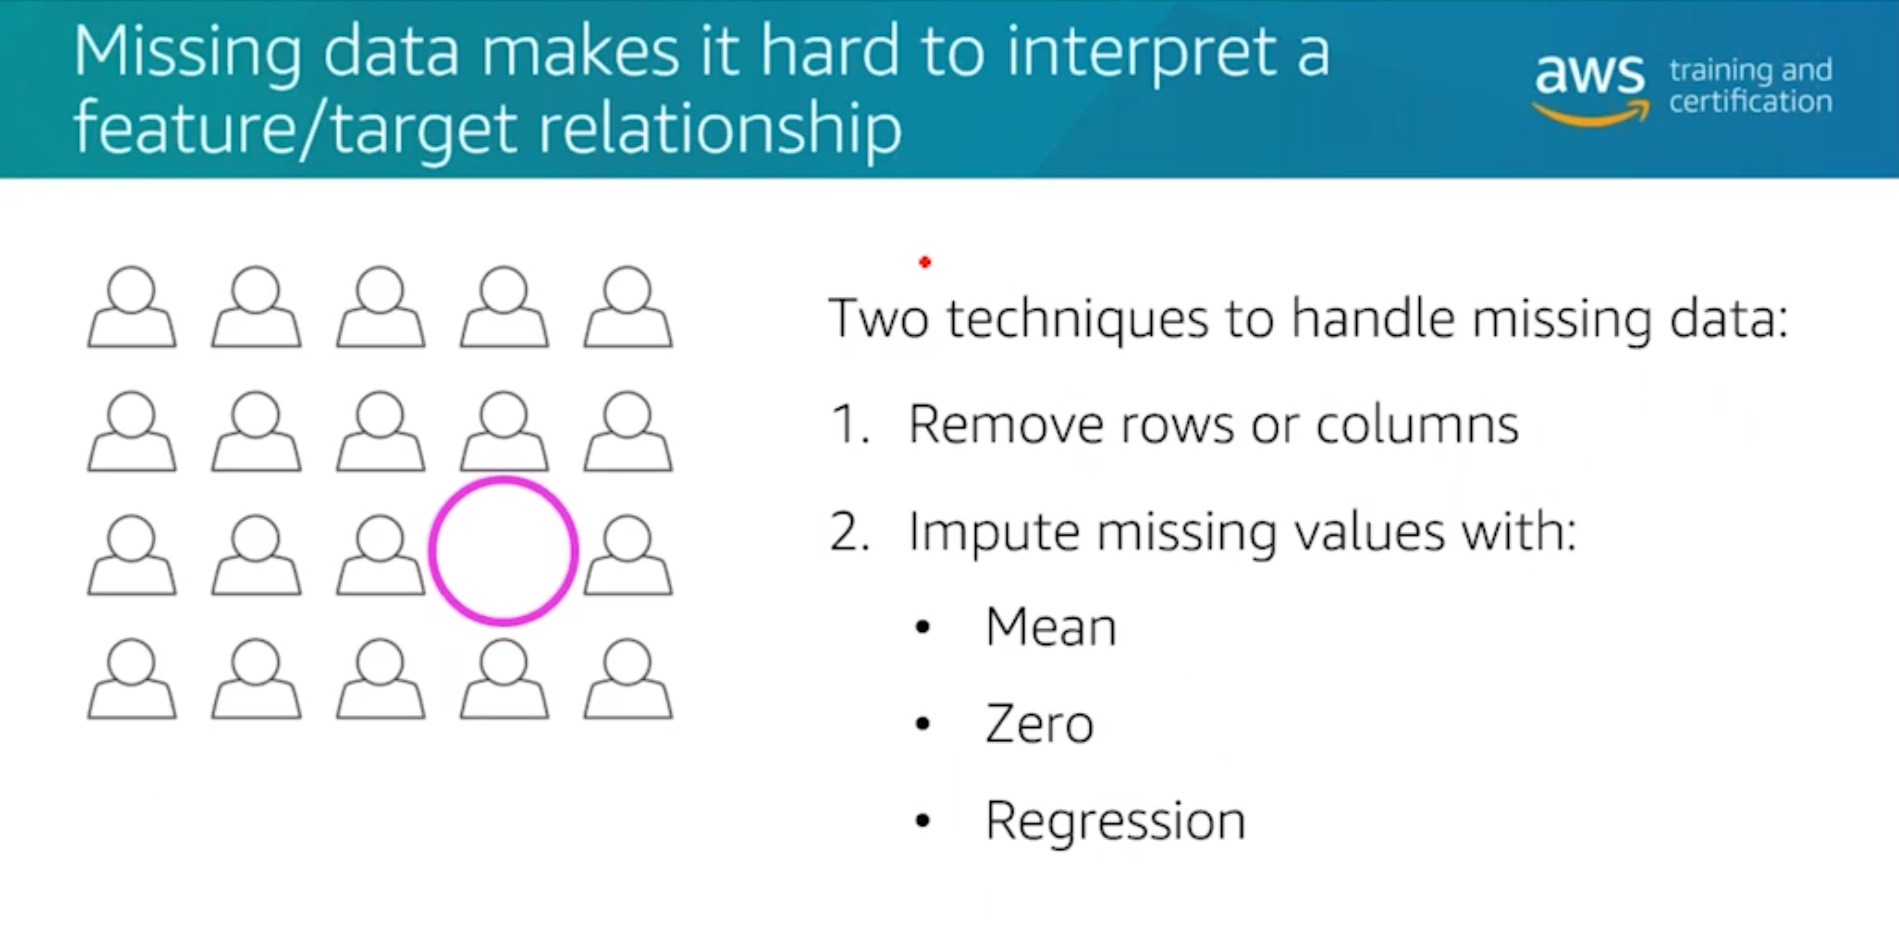 Missing data makes it hard to interpret a
feature/target relationship
aws
training and
certification
Two techniques to handle missing data:
1. Remove rows or columns
2. Impute missing values with:
• Mean
• Zero
• Regression